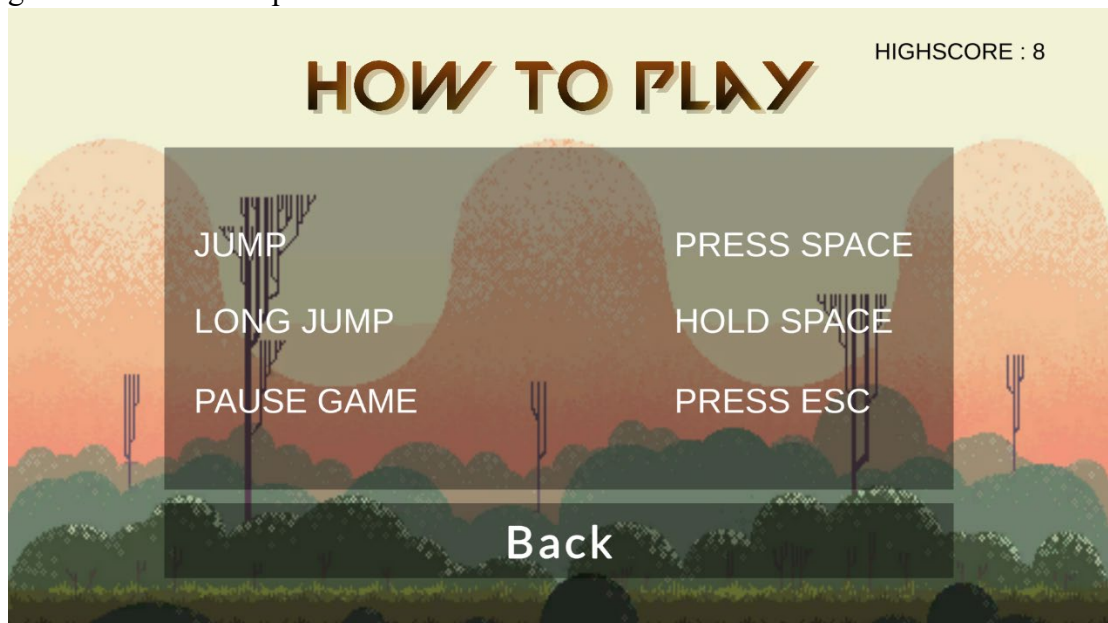 HIGHSCORE : 8
HOW TO PLAY
JUMP PRESS SPACE
LONG JUMP HOLD SPACE
PAUSE GAME PRESS ESC
Back